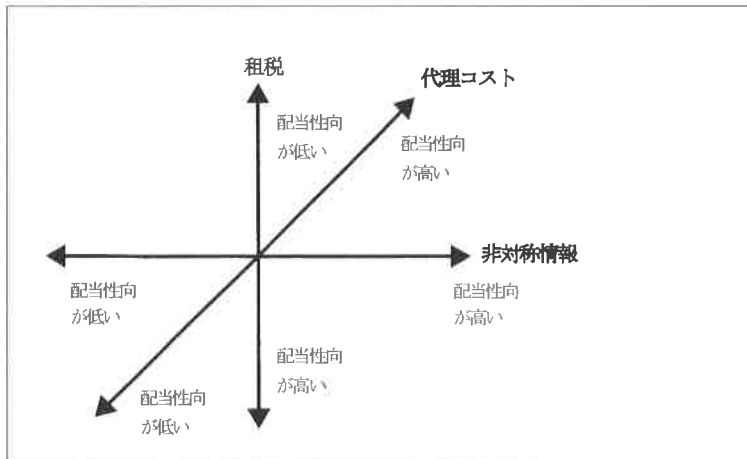 租税
代理コスト
配当性向
が低い
配当性向
が高い
非対称情報
配当性向
が低い
配当性向
が高い
配当性向
が高い
配当性向
が低い